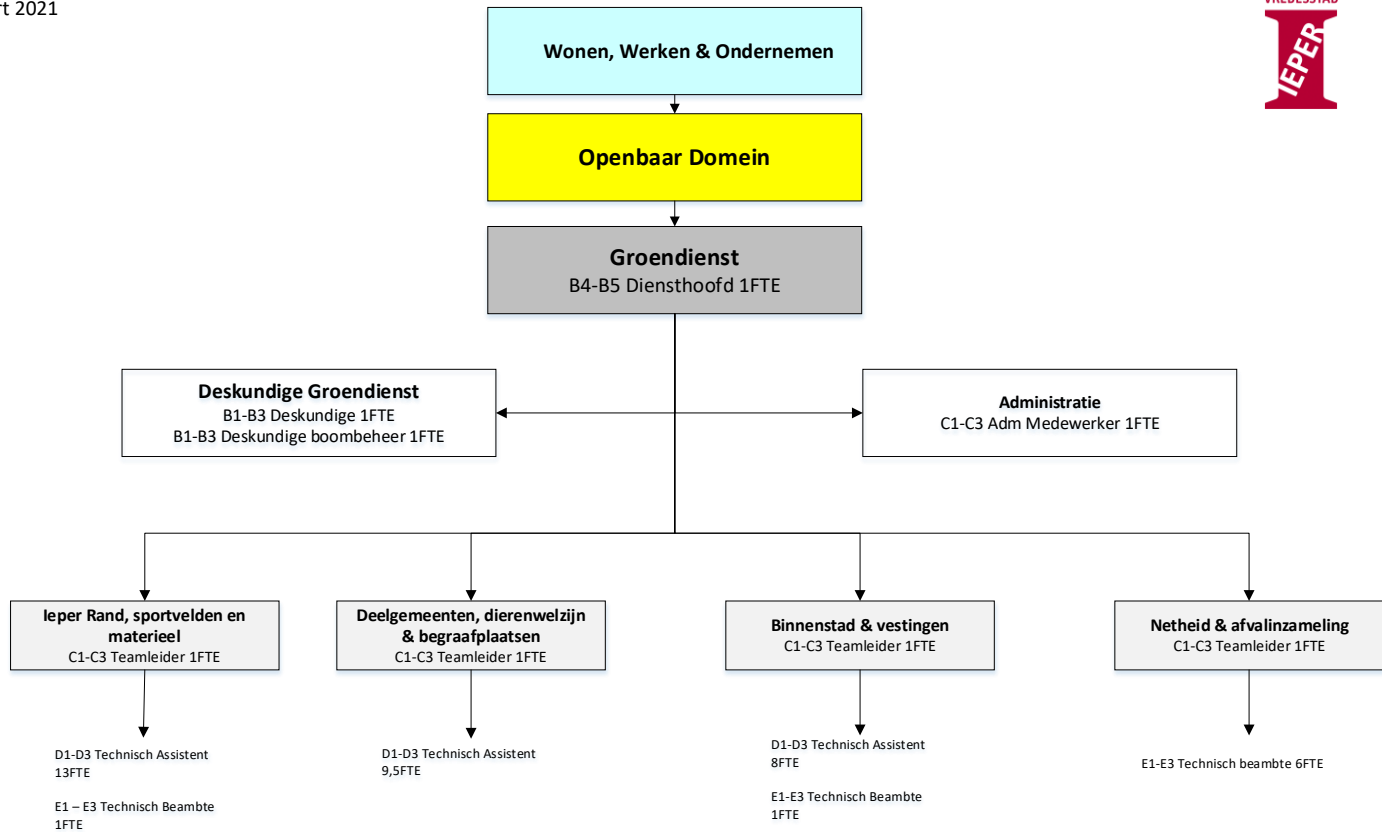 rt 2021
VREDESSTAD
IEPER
Wonen, Werken & Ondernemen
Openbaar Domein
Groendienst
B4-B5 Diensthoofd 1FTE
Deskundige Groendienst
B1-B3 Deskundige 1FTE
B1-B3 Deskundige boombeheer 1FTE
Administratie
C1-C3 Adm Medewerker 1FTE
Ieper Rand, sportvelden en
materieel
C1-C3 Teamleider 1FTE
Deelgemeenten, dierenwelzijn
& begraafplaatsen
C1-C3 Teamleider 1FTE
Binnenstad & vestingen
C1-C3 Teamleider 1FTE
Netheid & afvalinzameling
C1-C3 Teamleider 1FTE
D1-D3 Technisch Assistent
13FTE
E1 – E3 Technisch Beambte
1FTE
D1-D3 Technisch Assistent
9,5FTE
D1-D3 Technisch Assistent
8FTE
E1-E3 Technisch Beambte
1FTE
E1-E3 Technisch beambte 6FTE